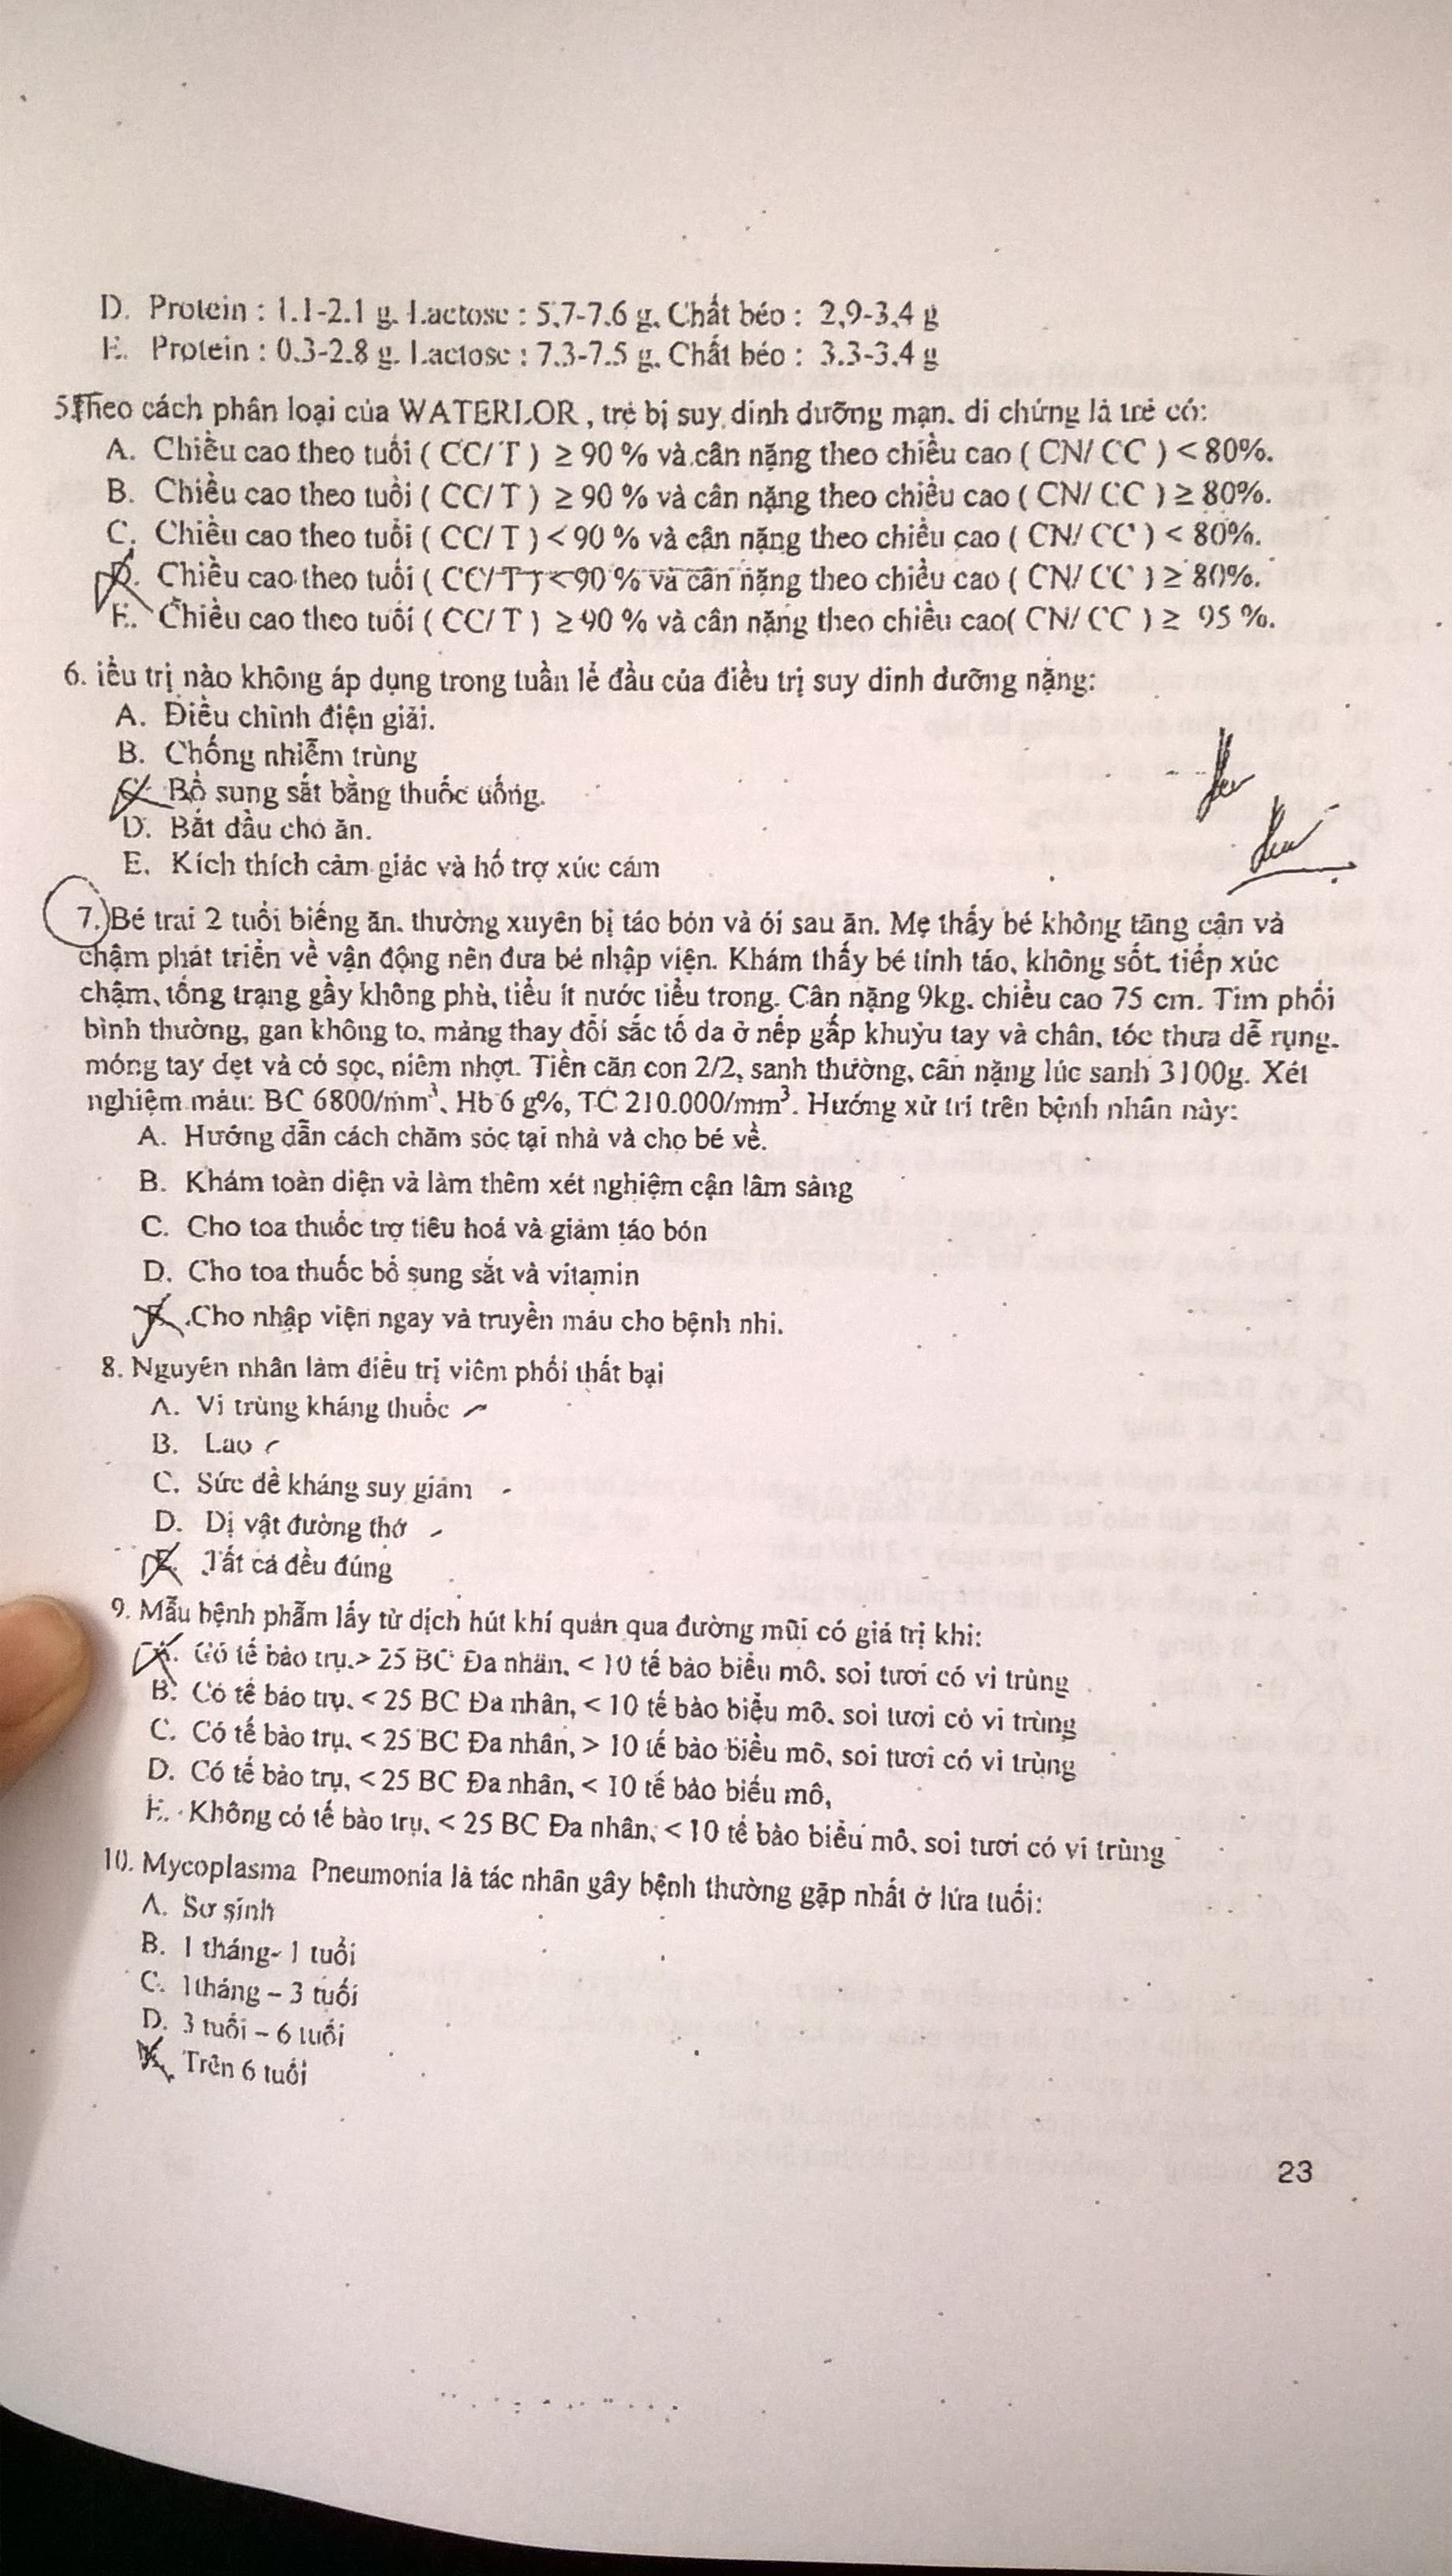 D. Protein : 1.1-2.1 g. Lactose : 5,7-7.6 g, Chất béo : 2,9-3,4 g
E. Protein : 0.3-2.8 g. Lactose : 7.3-7.5 g, Chất béo : 3.3-3,4 g
5. Theo cách phân loại của WATERLOR , trẻ bị suy dinh dưỡng mạn, di chứng là trẻ có:
A. Chiều cao theo tuổi ( CC/ T ) ≥ 90 % và cân nặng theo chiều cao ( CN/ CC ) < 80%.
B. Chiều cao theo tuổi ( CC/ T ) ≥ 90 % và cân nặng theo chiều cao ( CN/ CC ) ≥ 80%.
C. Chiều cao theo tuổi ( CC/ T ) < 90 % và cân nặng theo chiều cao ( CN/ CC ) < 80%.
D. Chiều cao theo tuổi ( CC/ T ) < 90 % và cân nặng theo chiều cao ( CN/ CC ) ≥ 80%.
E. Chiều cao theo tuổi ( CC/ T ) ≥ 90 % và cân nặng theo chiều cao( CN/ CC ) ≥ 95 %.
6. iều trị nào không áp dụng trong tuần lể đầu của điều trị suy dinh dưỡng nặng:
A. Điều chỉnh điện giải.
B. Chống nhiễm trùng
C. Bổ sung sắt bằng thuốc uống.
D. Bắt đầu cho ăn.
E. Kích thích cảm giác và hổ trợ xúc cảm
7. Bé trai 2 tuổi biếng ăn, thường xuyên bị táo bón và ói sau ăn. Mẹ thấy bé không tăng cận và
chậm phát triển về vận động nên đưa bé nhập viện. Khám thấy bé tỉnh táo, không sốt, tiếp xúc
chậm, tổng trạng gầy không phù, tiểu ít nước tiểu trong. Cân nặng 9kg, chiều cao 75 cm. Tim phổi
bình thường, gan không to, mảng thay đổi sắc tố da ở nếp gấp khuỷu tay và chân, tóc thưa dễ rụng,
móng tay dẹt và có sọc, niêm nhợt. Tiền căn con 2/2, sanh thường, cân nặng lúc sanh 3100g. Xét
nghiệm máu: BC 6800/mm³, Hb 6 g%, TC 210.000/mm³. Hướng xử trí trên bệnh nhân này:
A. Hướng dẫn cách chăm sóc tại nhà và cho bé về.
B. Khám toàn diện và làm thêm xét nghiệm cận lâm sàng
C. Cho toa thuốc trợ tiêu hoá và giảm táo bón
D. Cho toa thuốc bổ sung sắt và vitamin
E. Cho nhập viện ngay và truyền máu cho bệnh nhi.
8. Nguyên nhân làm điều trị viêm phổi thất bại
A. Vi trùng kháng thuốc
B. Lao
C. Sức đề kháng suy giảm
D. Dị vật đường thở
E. Tất cả đều đúng
9. Mẫu bệnh phẩm lấy từ dịch hút khí quản qua đường mũi có giá trị khi:
A. Có tế bào trụ, > 25 BC Đa nhân, < 10 tế bào biểu mô, soi tươi có vi trùng
B. Có tế bào trụ, < 25 BC Đa nhân, < 10 tế bào biểu mô, soi tươi có vi trùng
C. Có tế bào trụ, < 25 BC Đa nhân, > 10 tế bào biểu mô, soi tươi có vi trùng
D. Có tế bào trụ, < 25 BC Đa nhân, < 10 tế bào biểu mô,
E. Không có tế bào trụ, < 25 BC Đa nhân, < 10 tế bào biểu mô, soi tươi có vi trùng
10. Mycoplasma Pneumonia là tác nhân gây bệnh thường gặp nhất ở lứa tuổi:
A. Sơ sinh
B. 1 tháng- 1 tuổi
C. 1tháng – 3 tuổi
D. 3 tuổi – 6 tuổi
E. Trên 6 tuổi
23